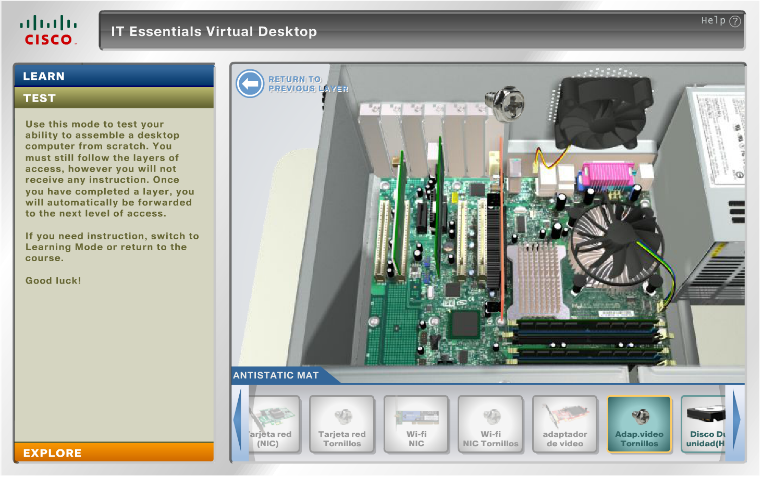 CISCO
IT Essentials Virtual Desktop
Help ?
LEARN
TEST
Use this mode to test your
ability to assemble a desktop
computer from scratch. You
must still follow the layers of
access, however you will not
receive any instruction. Once
you have completed a layer, you
will automatically be forwarded
to the next level of access.
If you need instruction, switch to
Learning Mode or return to the
course.
Good luck!
EXPLORE
RETURN TO
PREVIOUS LAYER
ANTISTATIC MAT
arjeta red
(NIC)
Tarjeta red
Tornillos
Wi-fi
NIC
Wi-fi
NIC Tornillos
adaptador
de video
Adap.video
Tornillos
Disco Du
unidad(H